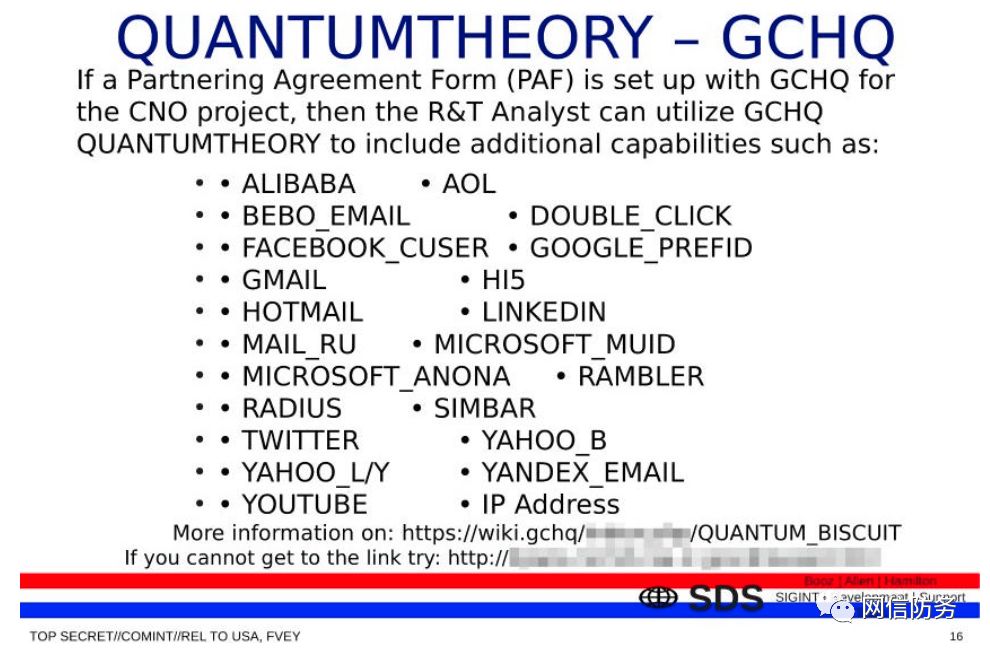 QUANTUMTHEORY – GCHQ
If a Partnering Agreement Form (PAF) is set up with GCHQ for
the CNO project, then the R&T Analyst can utilize GCHQ
QUANTUMTHEORY to include additional capabilities such as:
• • ALIBABA • AOL
• • BEBO_EMAIL • DOUBLE_CLICK
• • FACEBOOK_CUSER • GOOGLE_PREFID
• • GMAIL • HI5
• • HOTMAIL • LINKEDIN
• • MAIL_RU • MICROSOFT_MUID
• • MICROSOFT_ANONA • RAMBLER
• • RADIUS • SIMBAR
• • TWITTER • YAHOO_B
• • YAHOO_L/Y • YANDEX_EMAIL
• • YOUTUBE • IP Address
More information on: https://wiki.gchq/ /QUANTUM_BISCUIT
If you cannot get to the link try: http://
Booz | Allen | Hamilton
SDS SIGINT Support
网信防务
TOP SECRET//COMINT//REL TO USA, FVEY 16